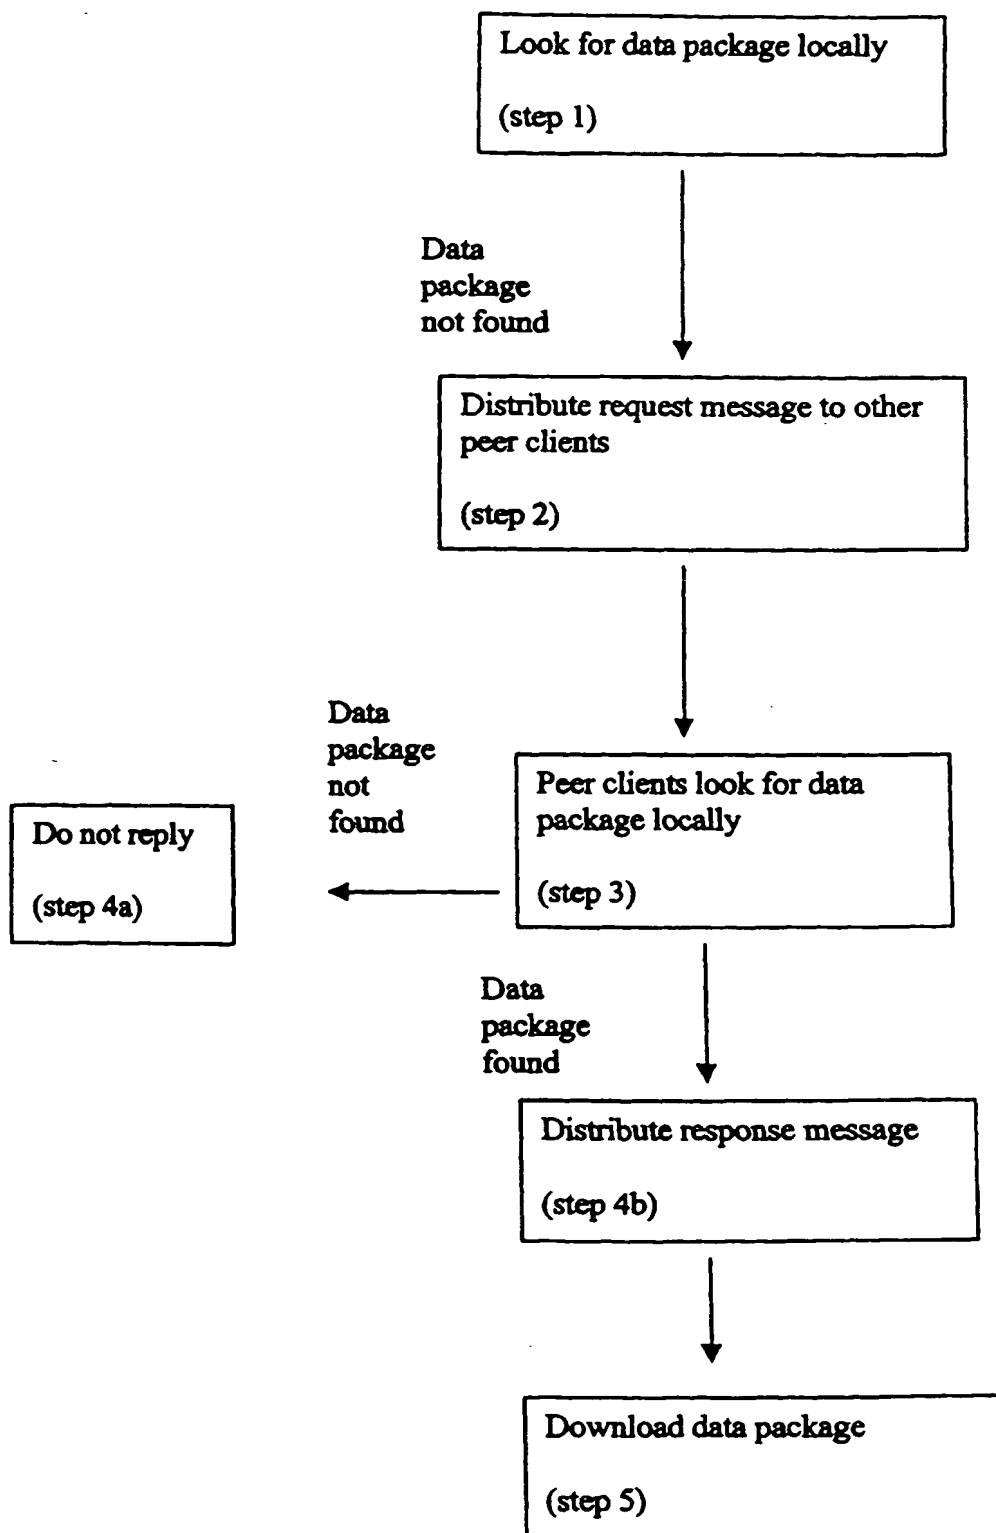 Look for data package locally
(step 1)
Data
package
not found
Distribute request message to other
peer clients
(step 2)
Data
package
not
found
Peer clients look for data
package locally
(step 3)
Do not reply
(step 4a)
Data
package
found
Distribute response message
(step 4b)
Download data package
(step 5)